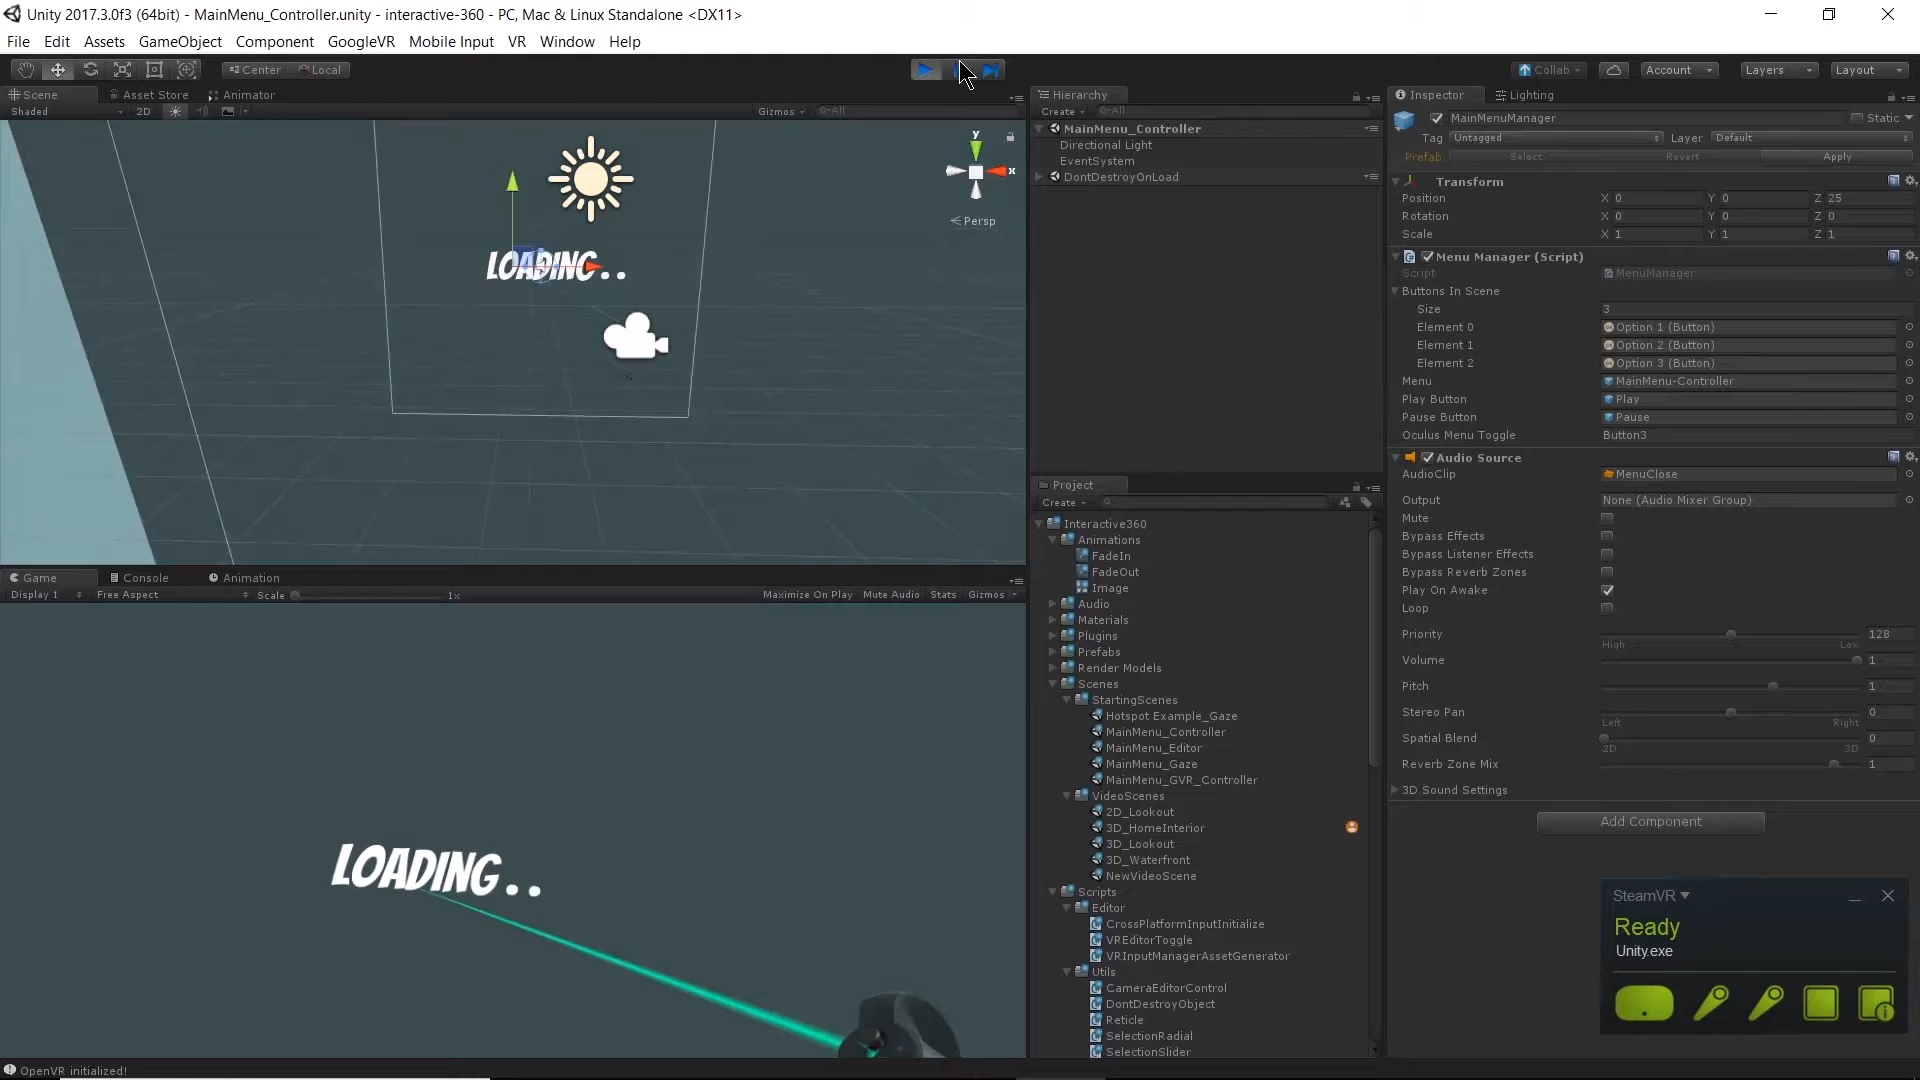 Unity 2017.3.0f3 (64bit) - MainMenu_Controller.unity - interactive-360 - PC, Mac & Linux Standalone <DX11>
File Edit Assets GameObject Component GoogleVR Mobile Input VR Window Help
Center Local Collab Account Layers Layout
Scene Asset Store Animator
Shaded 2D Gizmos All
y
x
Persp
LOADING..
Game Console Animation
Display 1 Free Aspect Scale 1x Maximize On Play Mute Audio Stats Gizmos
LOADING..
OpenVR initialized!
Hierarchy
Create All
MainMenu_Controller
Directional Light
EventSystem
DontDestroyOnLoad
Project
Create
Interactive360
Animations
FadeIn
FadeOut
Image
Audio
Materials
Plugins
Prefabs
Render Models
Scenes
StartingScenes
Hotspot Example_Gaze
MainMenu_Controller
MainMenu_Editor
MainMenu_Gaze
MainMenu_GVR_Controller
VideoScenes
2D_Lookout
3D_HomeInterior
3D_Lookout
3D_Waterfront
NewVideoScene
Scripts
Editor
CrossPlatformInputInitialize
VREditorToggle
VRInputManagerAssetGenerator
Utils
CameraEditorControl
DontDestroyObject
Reticle
SelectionRadial
SelectionSlider
Inspector Lighting
MainMenuManager Static
Tag Untagged Layer Default
Prefab Select Revert Apply
Transform
Position X 0 Y 0 Z 25
Rotation X 0 Y 0 Z 0
Scale X 1 Y 1 Z 1
Menu Manager (Script)
Script MenuManager
Buttons In Scene
Size 3
Element 0 Option 1 (Button)
Element 1 Option 2 (Button)
Element 2 Option 3 (Button)
Menu MainMenu-Controller
Play Button Play
Pause Button Pause
Oculus Menu Toggle Button3
Audio Source
AudioClip MenuClose
Output None (Audio Mixer Group)
Mute
Bypass Effects
Bypass Listener Effects
Bypass Reverb Zones
Play On Awake
Loop
Priority 128
High Low
Volume 1
Pitch 1
Stereo Pan 0
Left Right
Spatial Blend 0
2D 3D
Reverb Zone Mix 1
3D Sound Settings
Add Component
SteamVR
Ready
Unity.exe